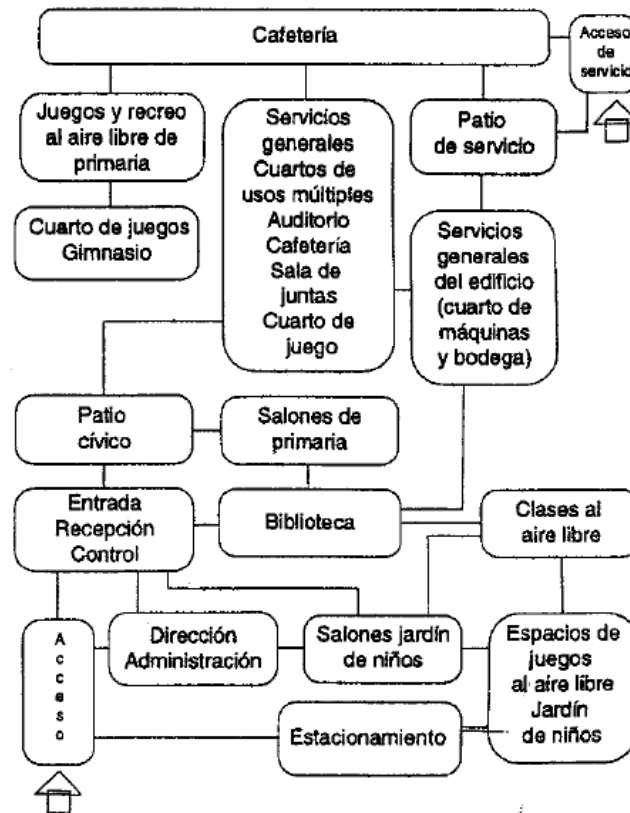 Cafetería
Acceso
de
servicio
Juegos y recreo
al aire libre de
primaria
Servicios
generales
Cuartos de
usos múltiples
Auditorio
Cafetería
Sala de
juntas
Cuarto de
juego
Patio
de servicio
Cuarto de juegos
Gimnasio
Servicios
generales
del edificio
(cuarto de
máquinas
y bodega)
Patio
cívico
Salones de
primaria
Entrada
Recepción
Control
Biblioteca
Clases al
aire libre
Acceso
Dirección
Administración
Salones jardín
de niños
Espacios de
juegos
al aire libre
Jardín
de niños
Estacionamiento